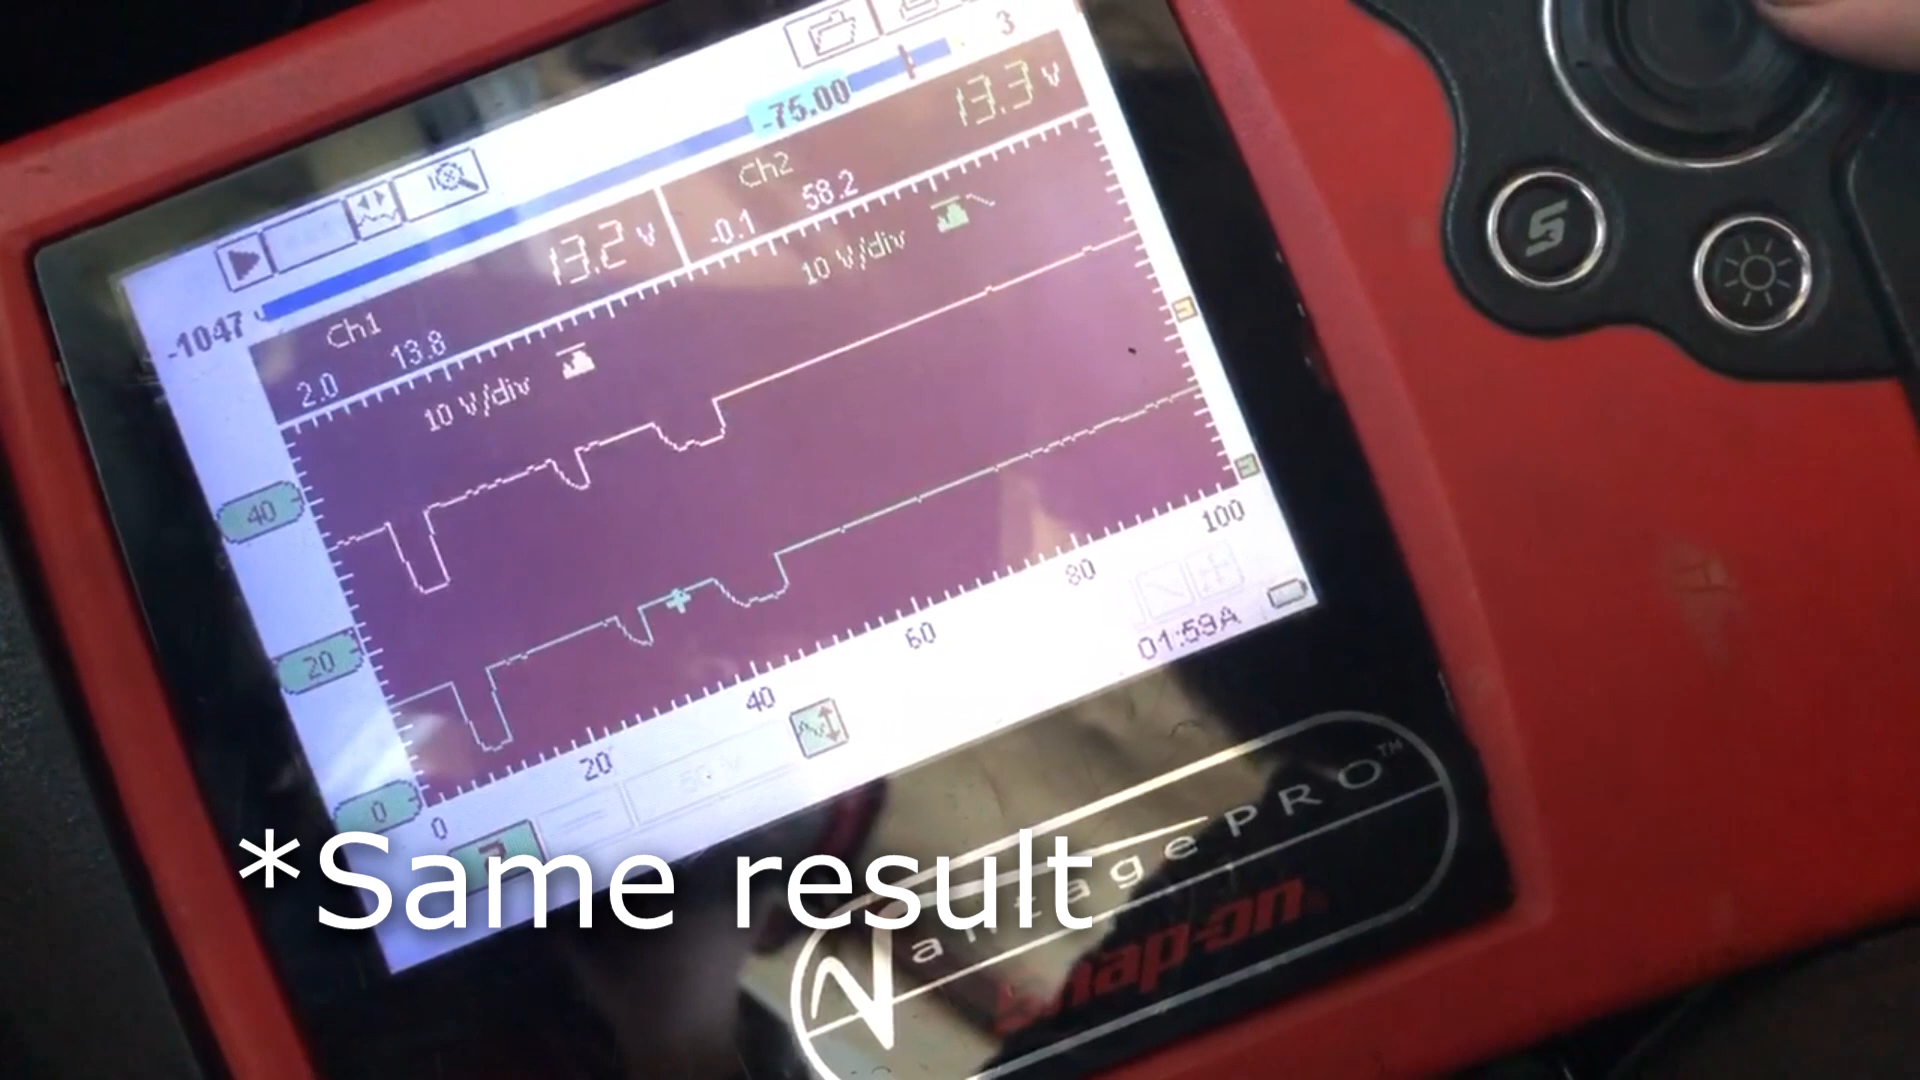 3
-75.00
13.3 V
Ch2
-0.1 58.2
10 V/div
13.2 V
-1047
Ch1
2.0 13.8
10 V/div
40
20
0
0 20 40 60 80 100
01:59A
*Same result
VantagePRO™
Snap-on